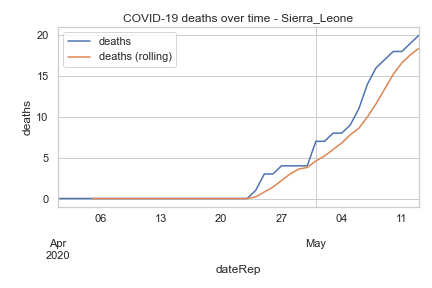 COVID-19 deaths over time - Sierra_Leone
deaths
deaths (rolling)
20
15
10
5
0
deaths
06
13
20
27
04
11
Apr
2020
May
dateRep